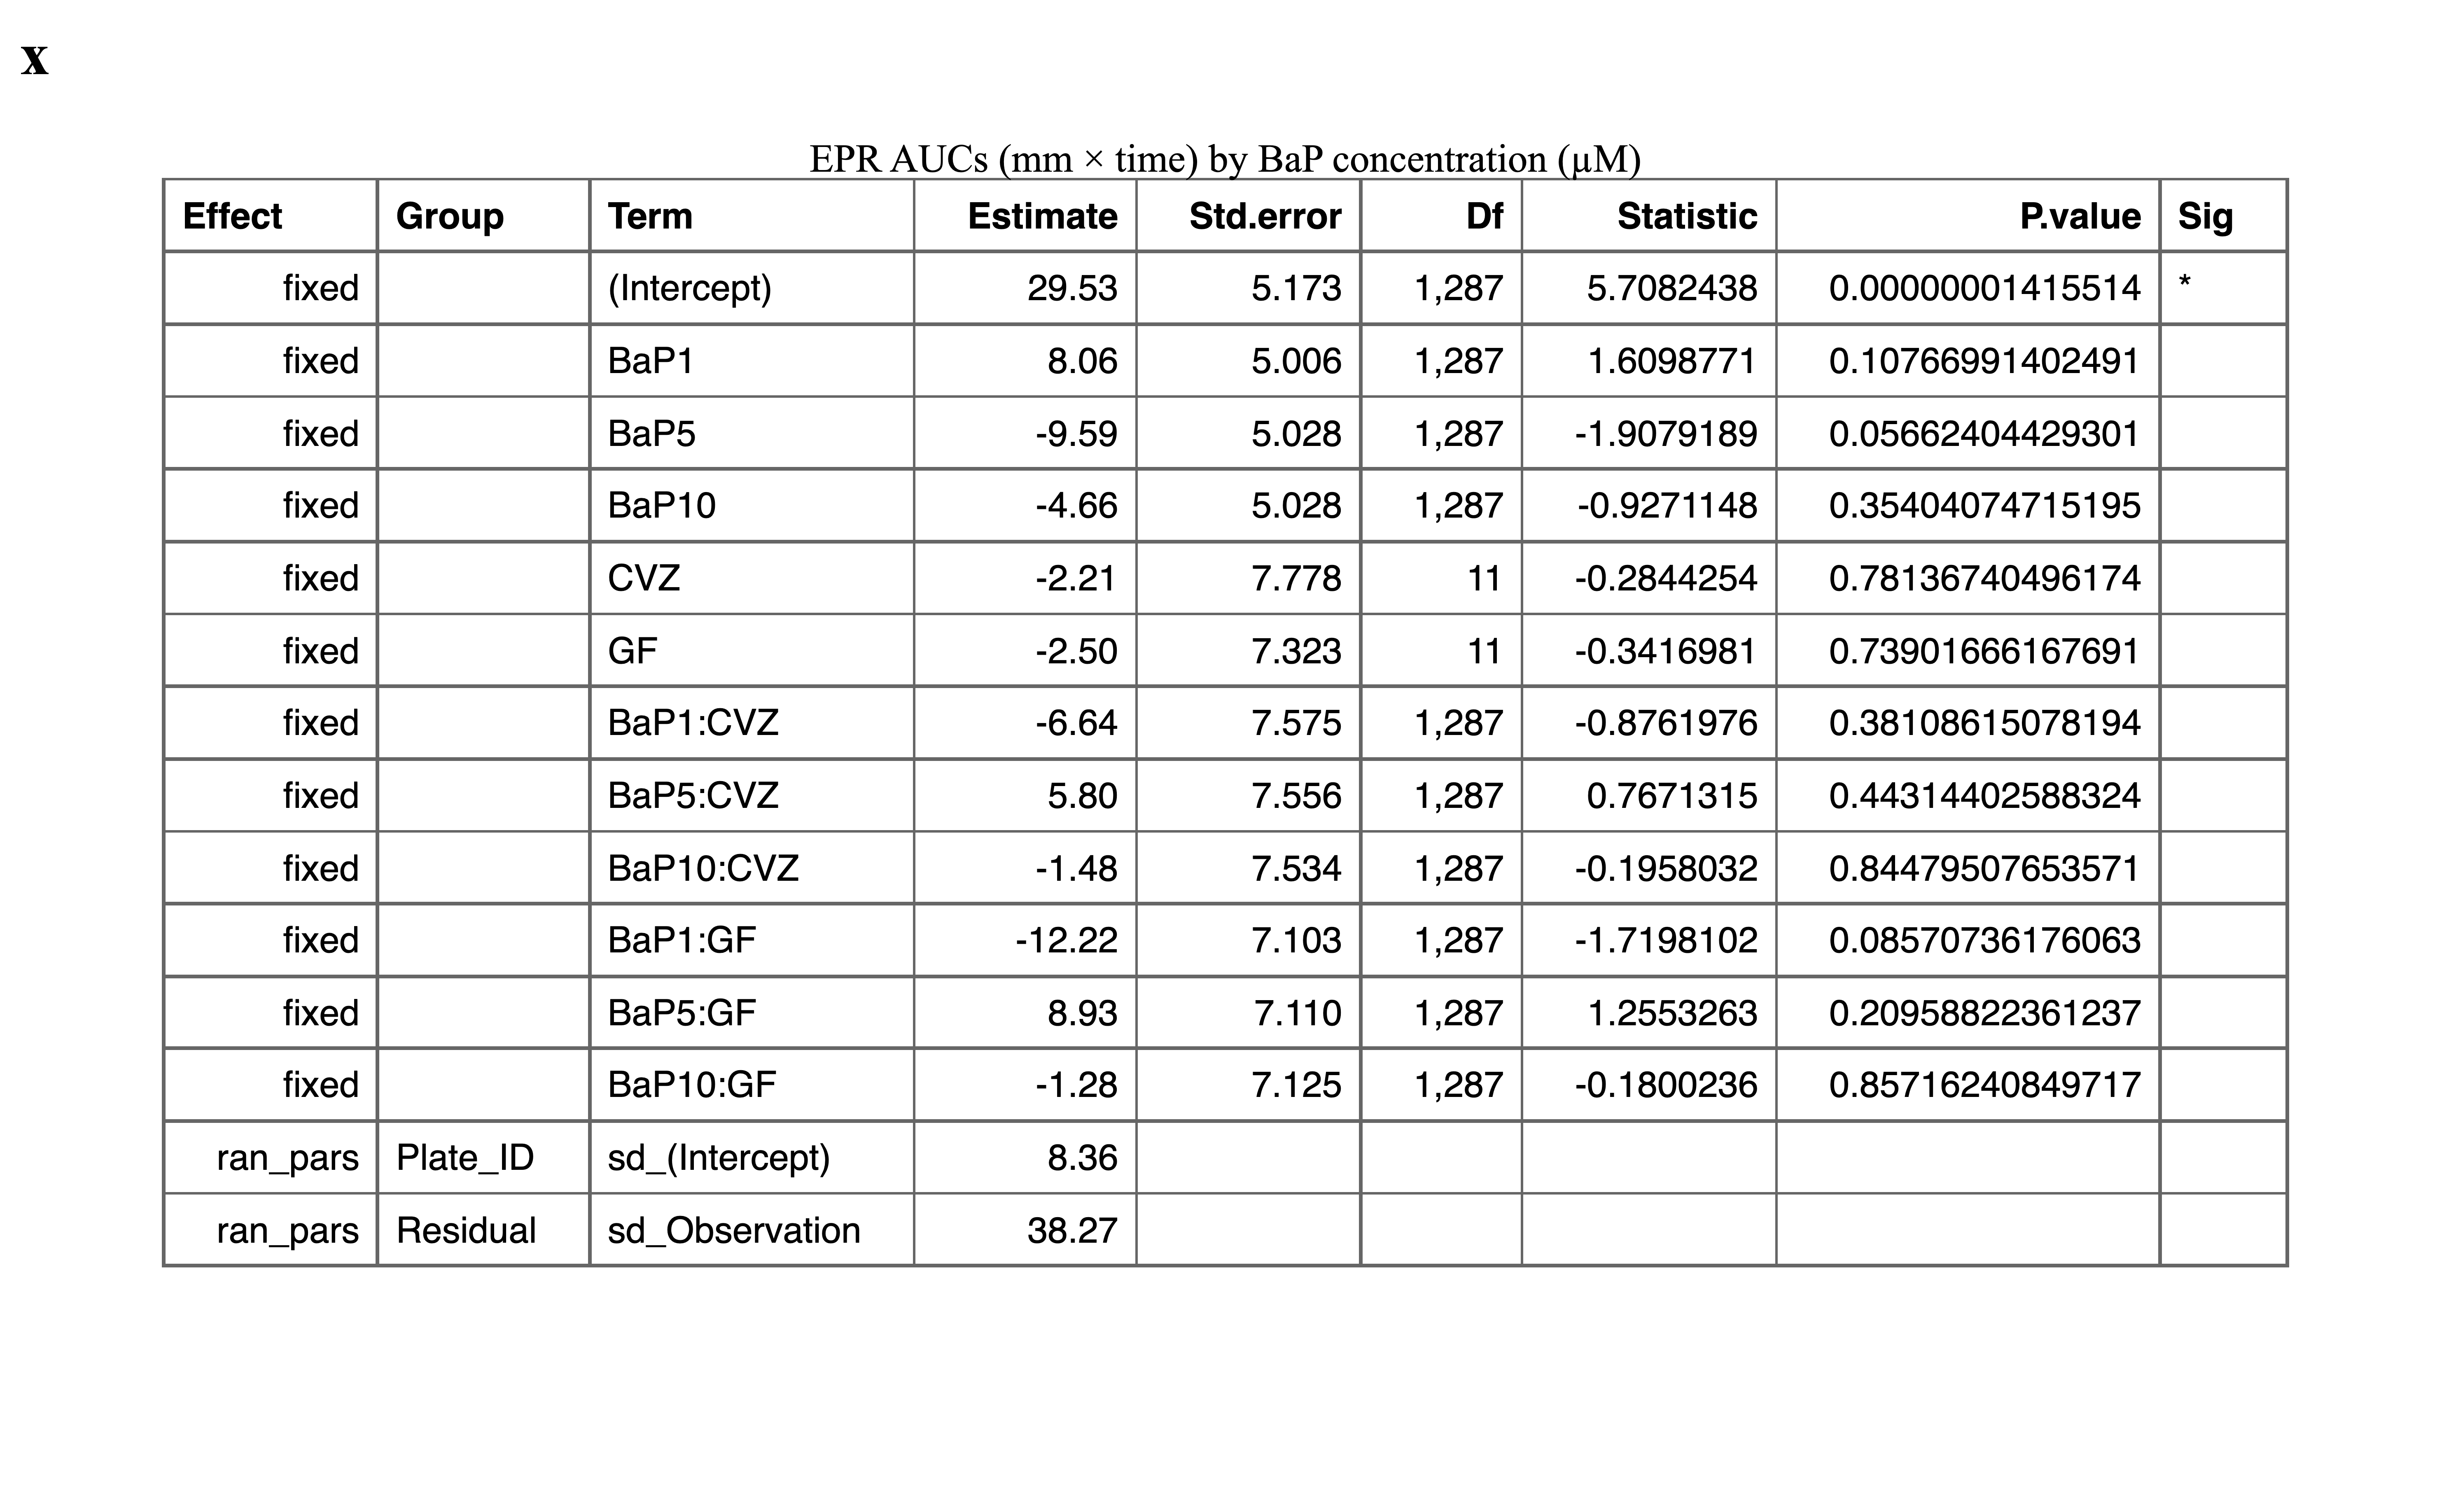 x
EPR AUCs (mm × time) by BaP concentration (µM)
Effect Group Term Estimate Std.error Df Statistic P.value Sig
fixed (Intercept) 29.53 5.173 1,287 5.7082438 0.00000001415514 *
fixed BaP1 8.06 5.006 1,287 1.6098771 0.10766991402491
fixed BaP5 -9.59 5.028 1,287 -1.9079189 0.05662404429301
fixed BaP10 -4.66 5.028 1,287 -0.9271148 0.35404074715195
fixed CVZ -2.21 7.778 11 -0.2844254 0.78136740496174
fixed GF -2.50 7.323 11 -0.3416981 0.73901666167691
fixed BaP1:CVZ -6.64 7.575 1,287 -0.8761976 0.38108615078194
fixed BaP5:CVZ 5.80 7.556 1,287 0.7671315 0.44314402588324
fixed BaP10:CVZ -1.48 7.534 1,287 -0.1958032 0.84479507653571
fixed BaP1:GF -12.22 7.103 1,287 -1.7198102 0.08570736176063
fixed BaP5:GF 8.93 7.110 1,287 1.2553263 0.20958822361237
fixed BaP10:GF -1.28 7.125 1,287 -0.1800236 0.85716240849717
ran_pars Plate_ID sd_(Intercept) 8.36
ran_pars Residual sd_Observation 38.27